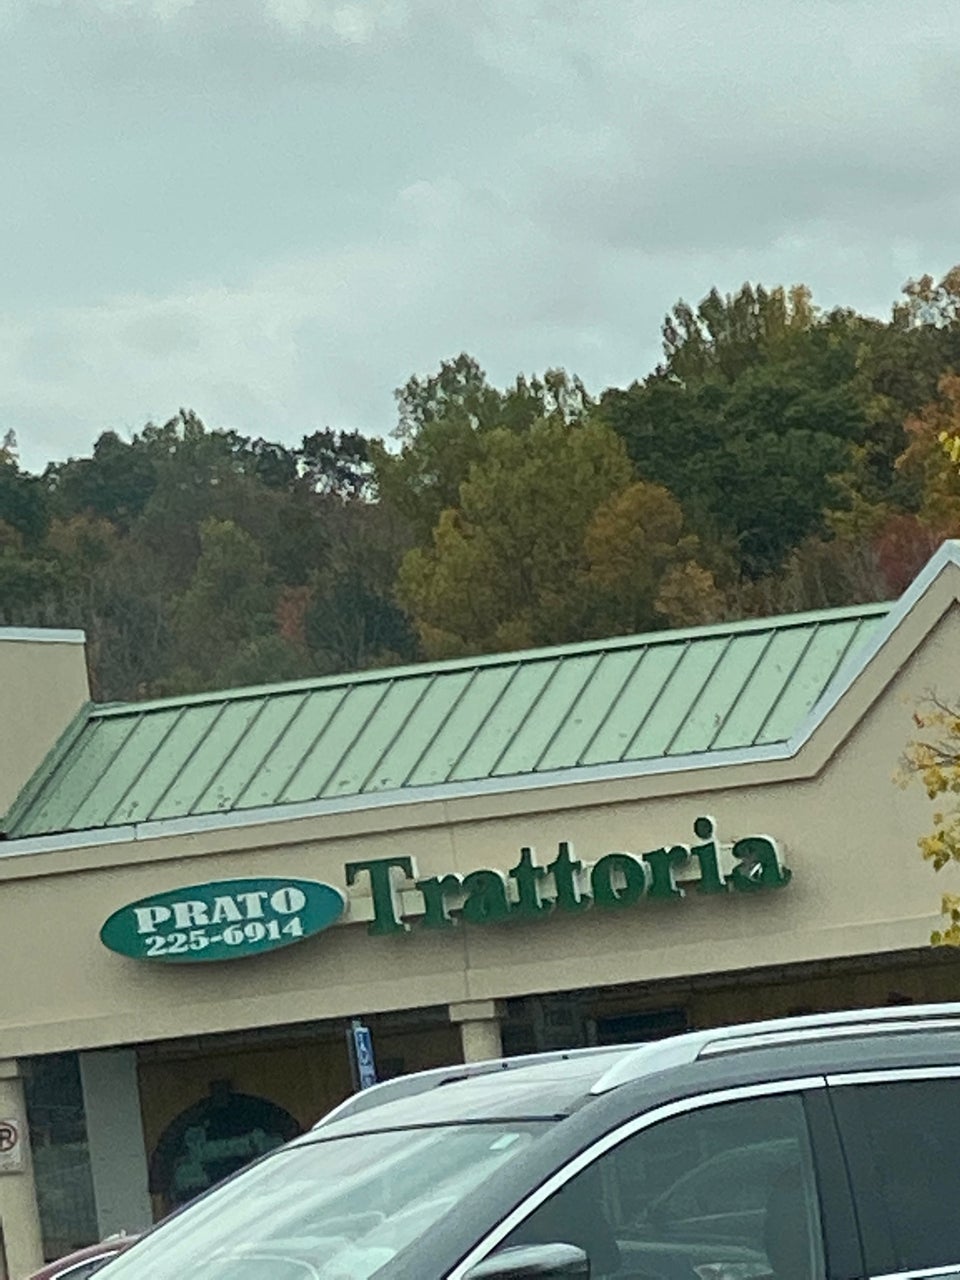 PRATO
225-6914
Trattoria
R